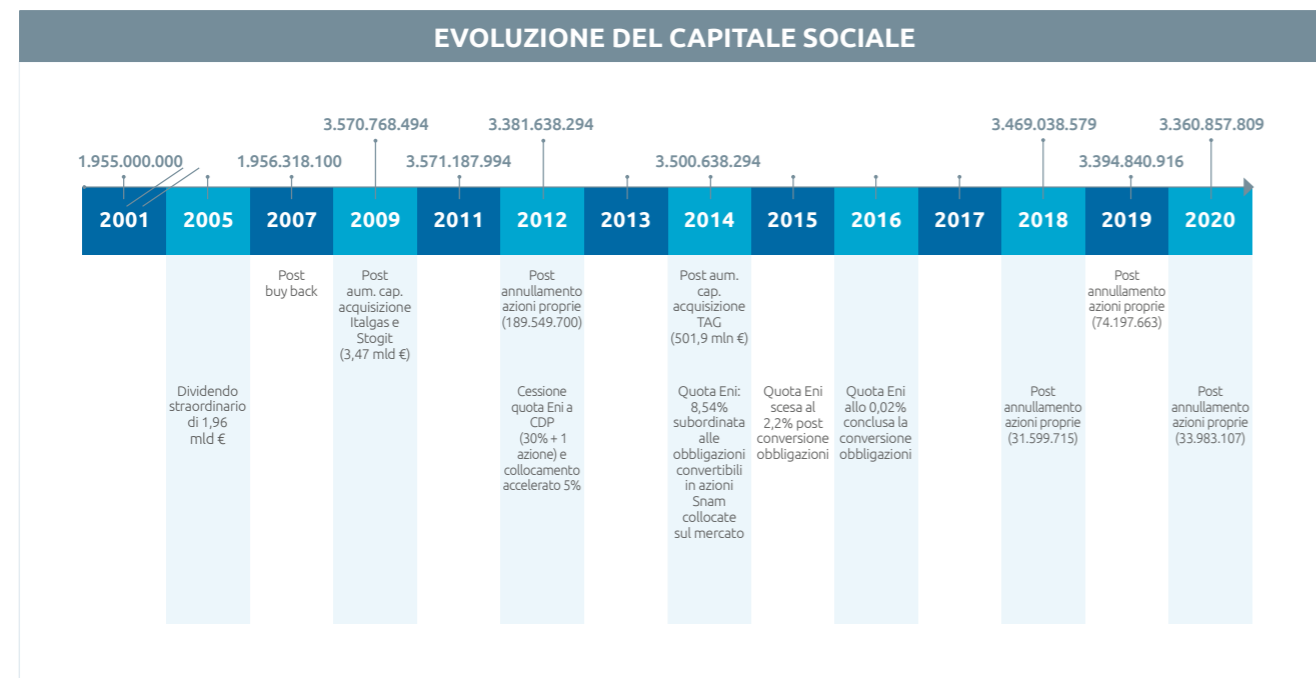 EVOLUZIONE DEL CAPITALE SOCIALE
3.570.768.494
3.381.638.294
3.469.038.579
3.360.857.809
1.955.000.000
1.956.318.100
3.571.187.994
3.500.638.294
3.394.840.916
2001
2005
2007
2009
2011
2012
2013
2014
2015
2016
2017
2018
2019
2020
Dividendo
straordinario
di 1,96
mld €
Post
buy back
Post
aum. cap.
acquisizione
Italgas e
Stogit
(3,47 mld €)
Post
annullamento
azioni proprie
(189.549.700)
Cessione
quota Eni a
CDP
(30% + 1
azione) e
collocamento
accelerato 5%
Post aum.
cap.
acquisizione
TAG
(501,9 mln €)
Quota Eni:
8,54%
subordinata
alle
obbligazioni
convertibili
in azioni
Snam
collocate
sul mercato
Quota Eni
scesa al
2,2% post
conversione
obbligazioni
Quota Eni
allo 0,02%
conclusa la
conversione
obbligazioni
Post
annullamento
azioni proprie
(31.599.715)
Post
annullamento
azioni proprie
(74.197.663)
Post
annullamento
azioni proprie
(33.983.107)